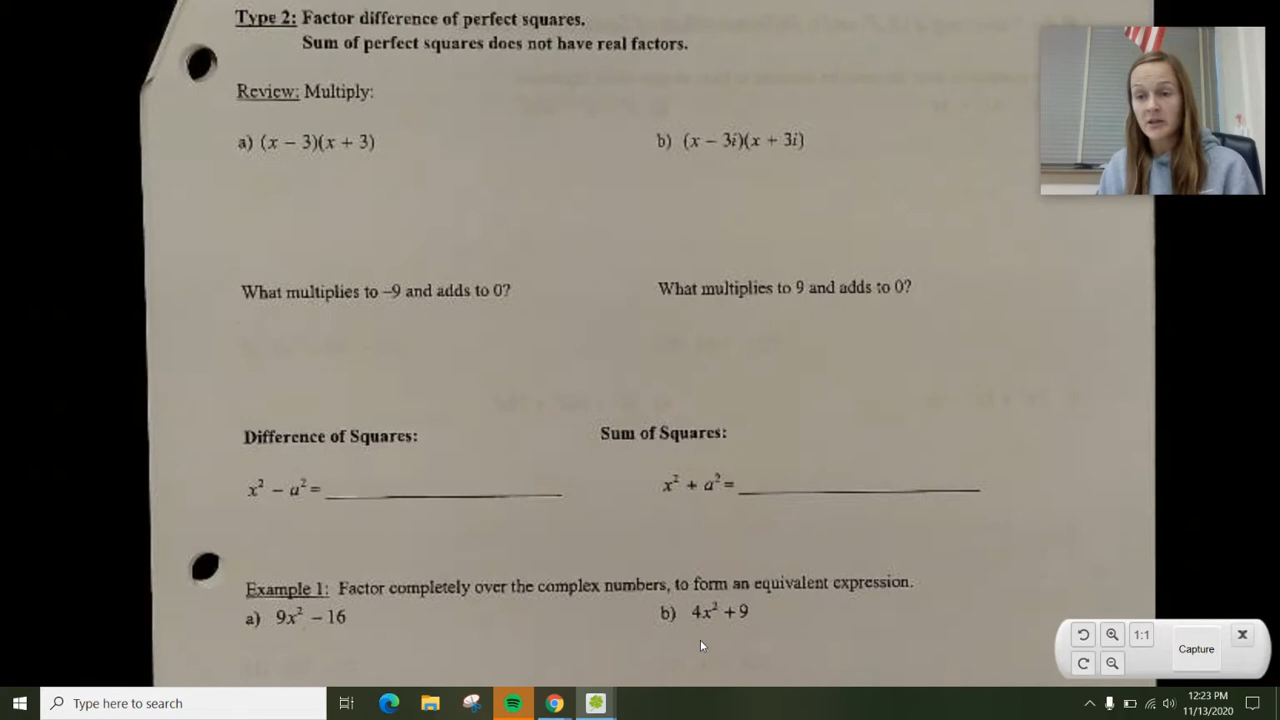 Type 2: Factor difference of perfect squares.
Sum of perfect squares does not have real factors.
Review: Multiply:
a) (x – 3)(x + 3)
b) (x – 3i)(x + 3i)
What multiplies to –9 and adds to 0?
What multiplies to 9 and adds to 0?
Difference of Squares:
Sum of Squares:
x² – a² = ______________
x² + a² = ______________
Example 1: Factor completely over the complex numbers, to form an equivalent expression.
a) 9x² – 16
b) 4x² + 9
1:1
Capture
Type here to search
12:23 PM
11/13/2020